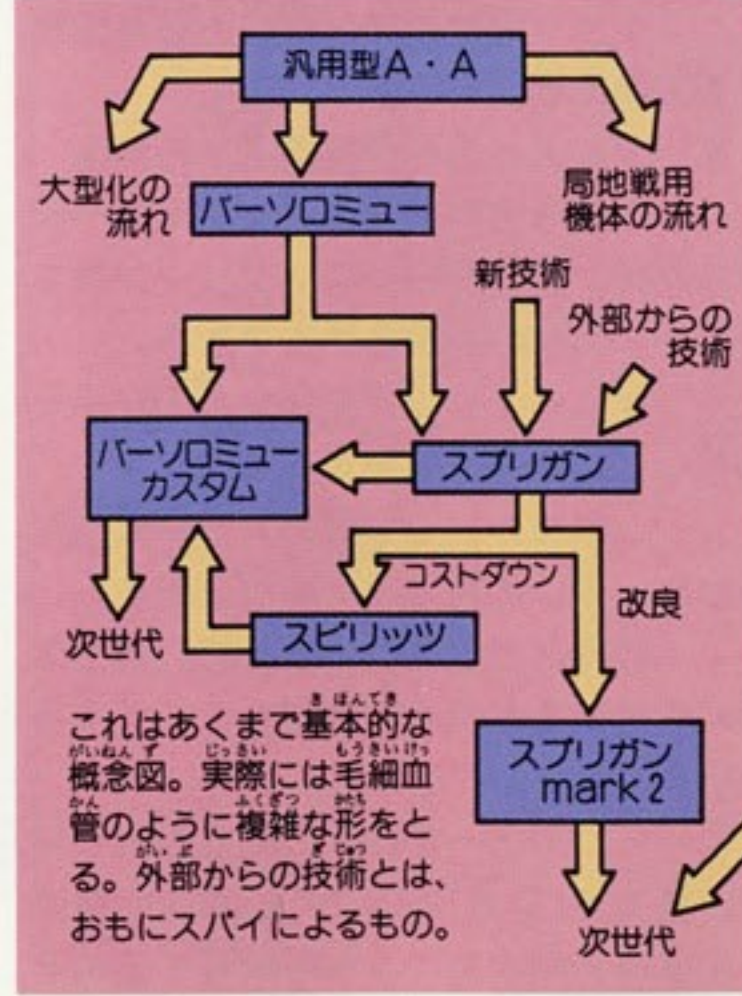 汎用型A・A
大型化の
流れ
バーソロミュー
局地戦用
機体の流れ
新技術
外部からの
技術
バーソロミュー
カスタム
スプリガン
コストダウン
改良
次世代
スピリッツ
スプリガン
mark2
次世代
これはあくまで基本的な
概念図。実際には毛細血
管のように複雑な形をと
る。外部からの技術とは、
おもにスパイによるもの。